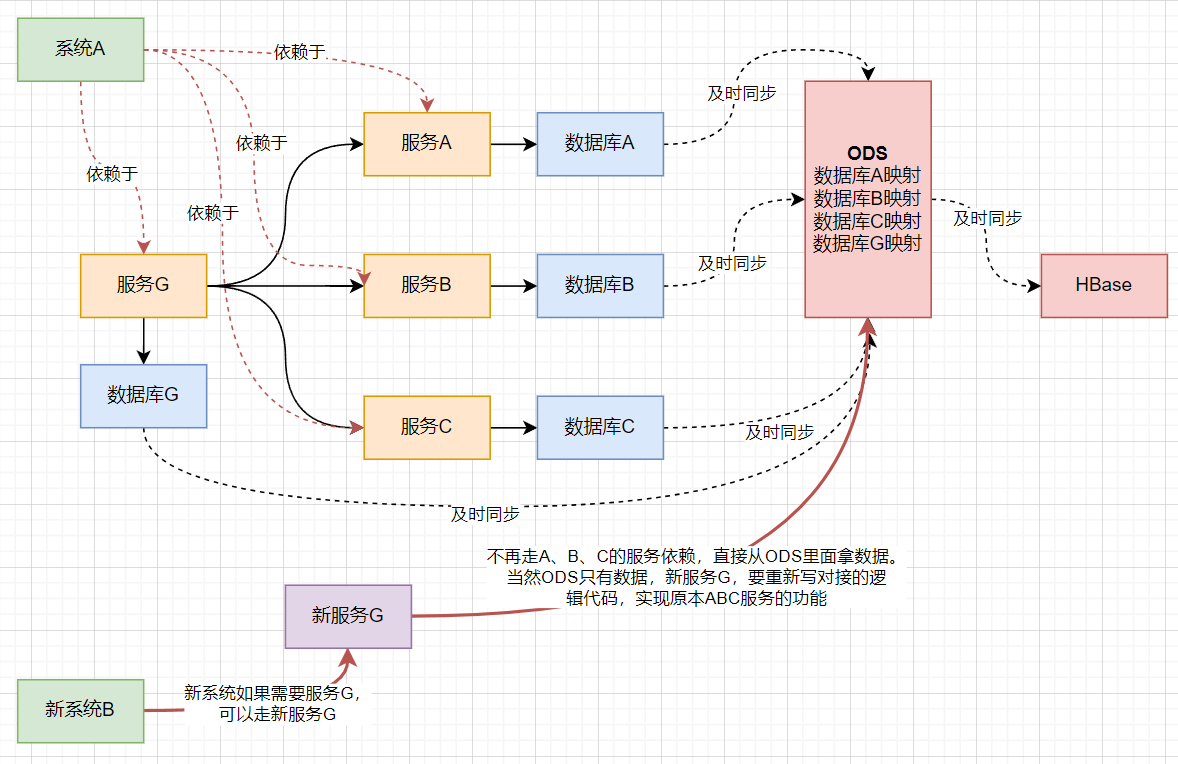 系统A
依赖于
及时同步
服务A
数据库A
依赖于
ODS
数据库A映射
数据库B映射
数据库C映射
数据库G映射
依赖于
依赖于
及时同步
服务G
服务B
数据库B
及时同步
HBase
数据库G
服务C
数据库C
及时同步
及时同步
不再走A、B、C的服务依赖，直接从ODS里面拿数据。
当然ODS只有数据，新服务G，要重新写对接的逻
辑代码，实现原本ABC服务的功能
新服务G
新系统如果需要服务G，
可以走新服务G
新系统B